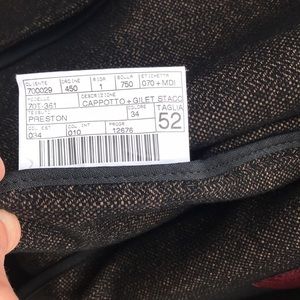 CLIENTE ORDINE RIGA BOLLA ETICHETTA
700029 450 1 750 070+MDI
MODELLO DESCRIZIONE
70T-361 CAPPOTTO + GILET STACC
TESSUTO COLORE TAGLIA
PRESTON 34 52
COL EST COL INT PROGR
034 010 12676